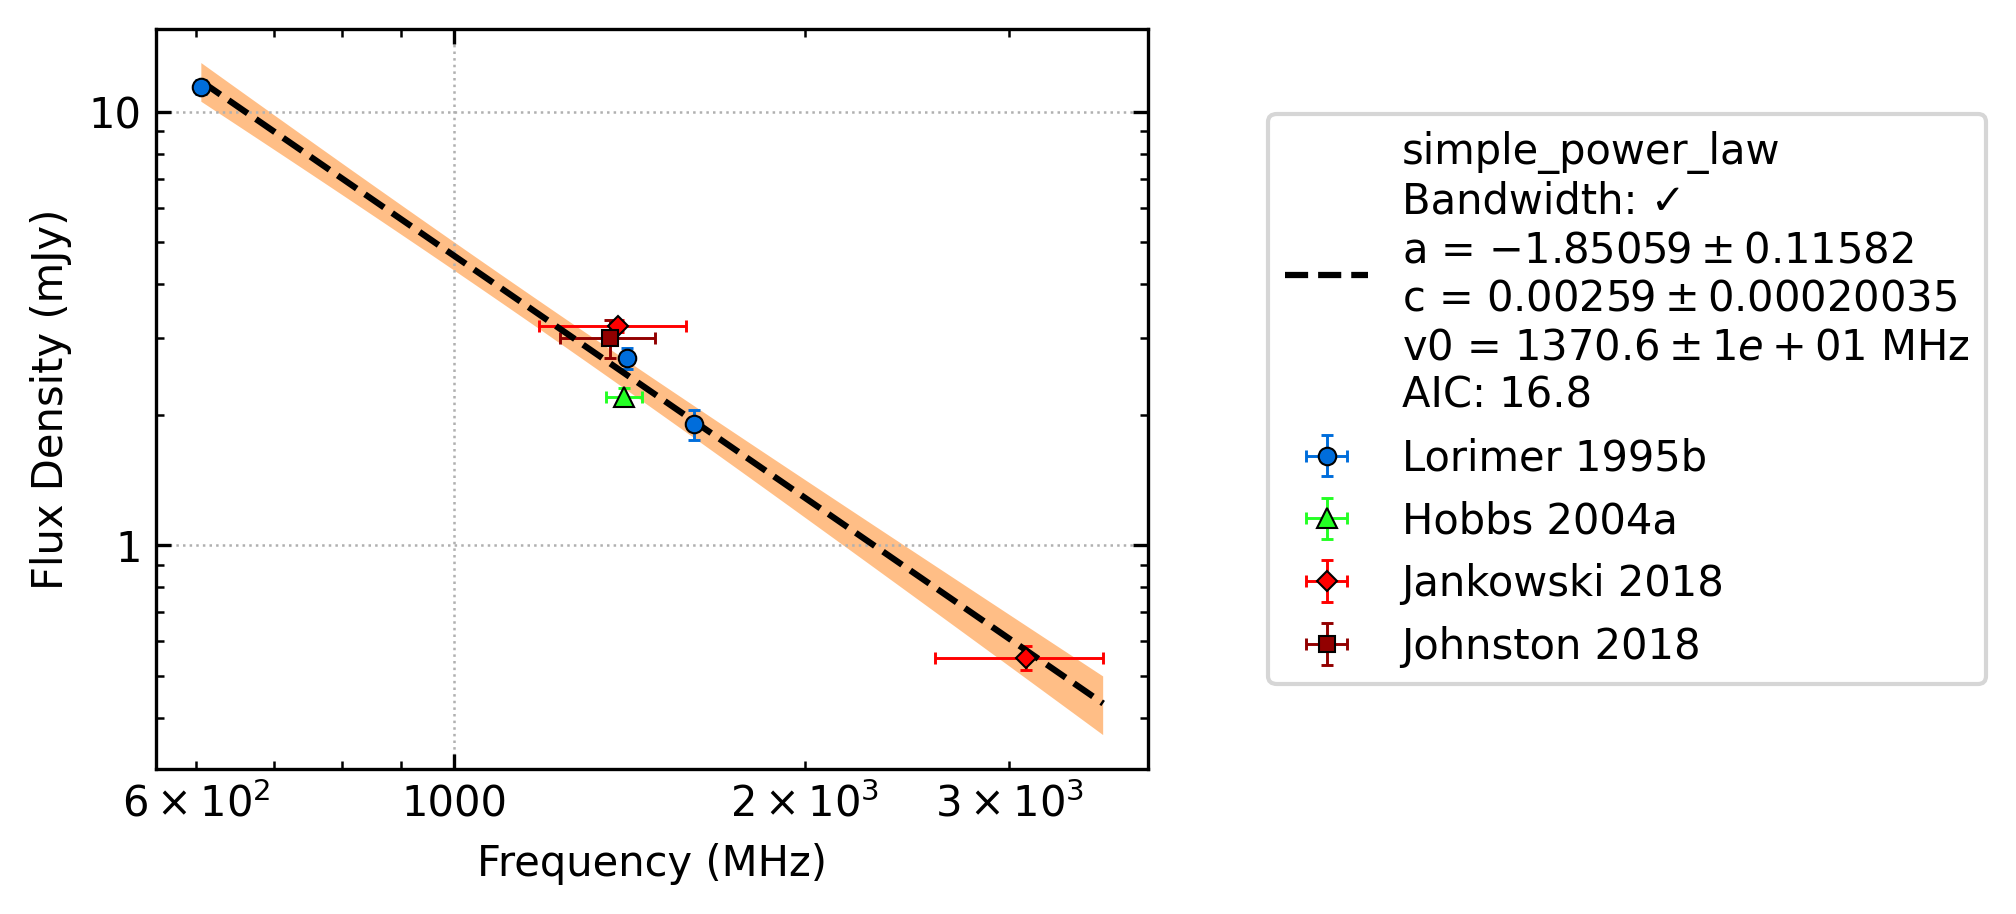 10
1
Flux Density (mJy)
6 × 10² 1000 2 × 10³ 3 × 10³
Frequency (MHz)
simple_power_law
Bandwidth: ✓
a = −1.85059 ± 0.11582
c = 0.00259 ± 0.00020035
v0 = 1370.6 ± 1e + 01 MHz
AIC: 16.8
Lorimer 1995b
Hobbs 2004a
Jankowski 2018
Johnston 2018